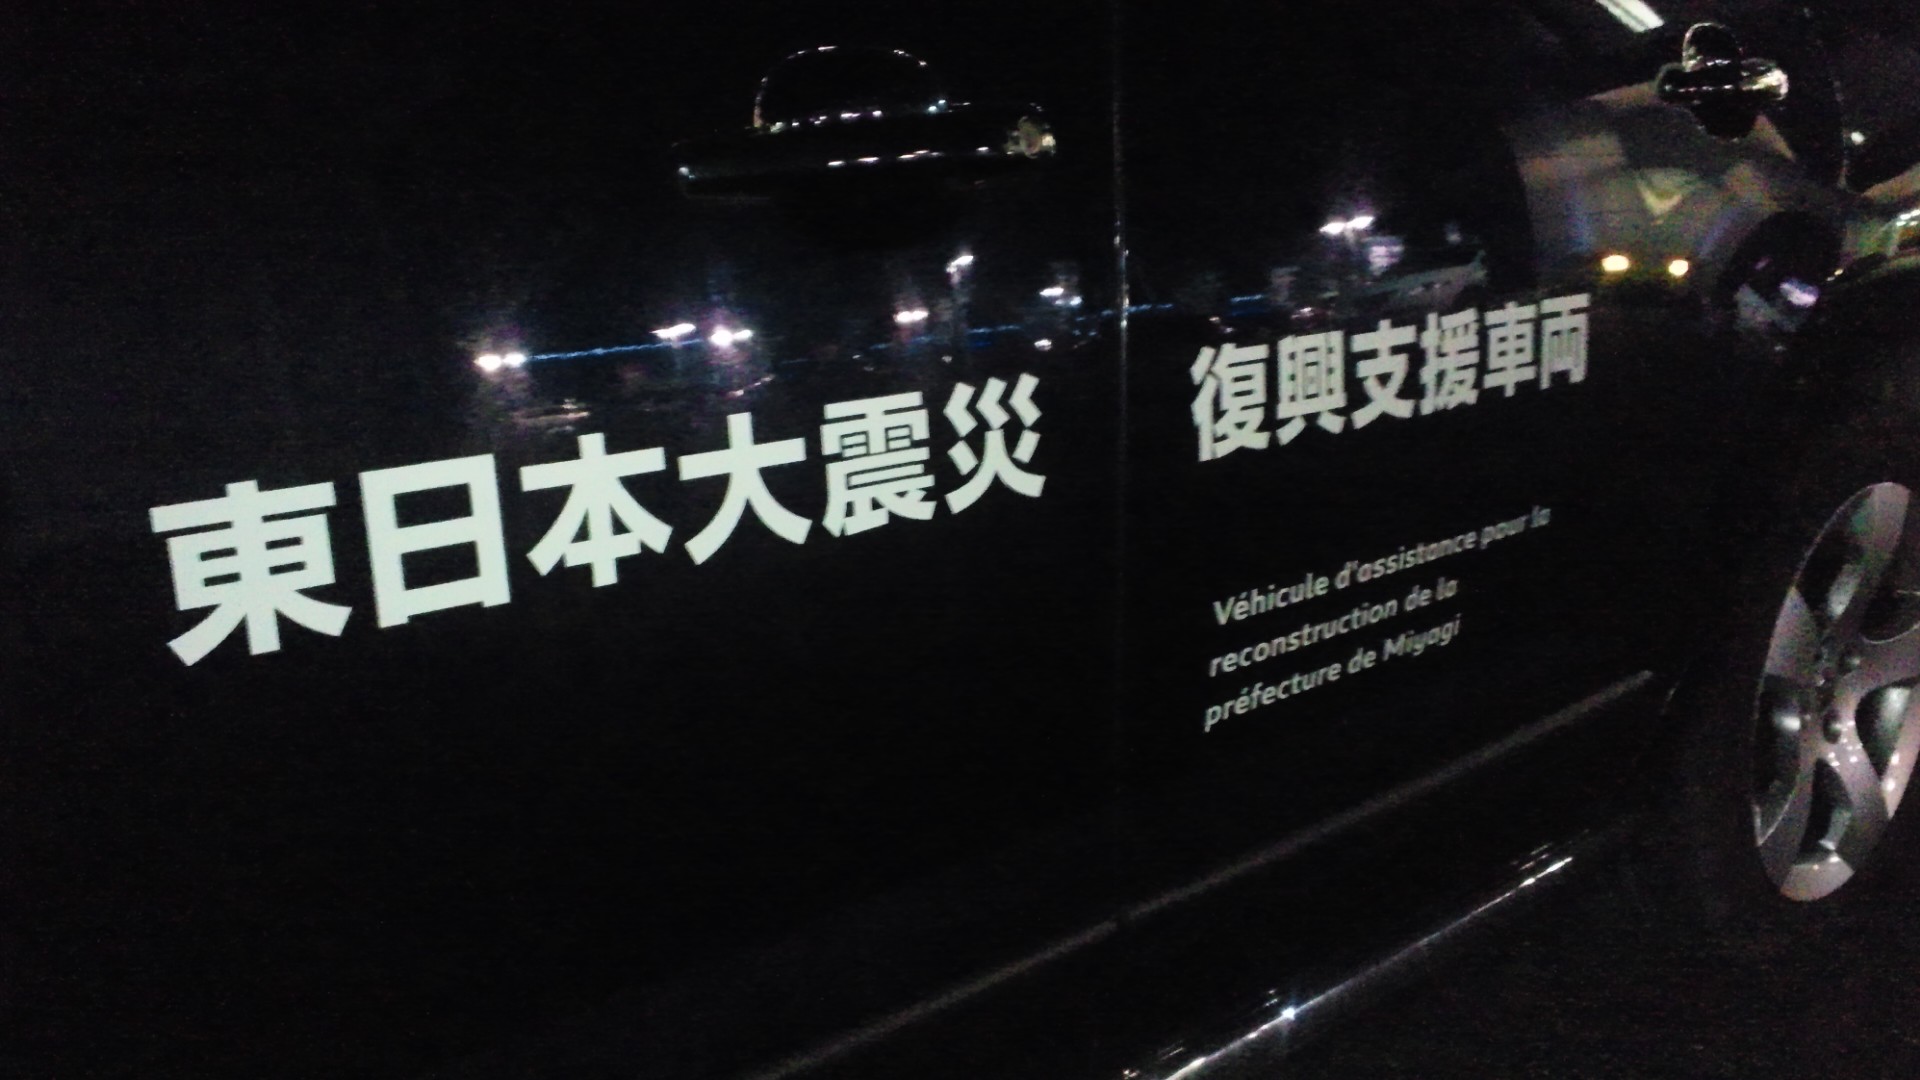 東日本大震災
復興支援車両
Véhicule d'assistance pour la
reconstruction de la
préfecture de Miyagi